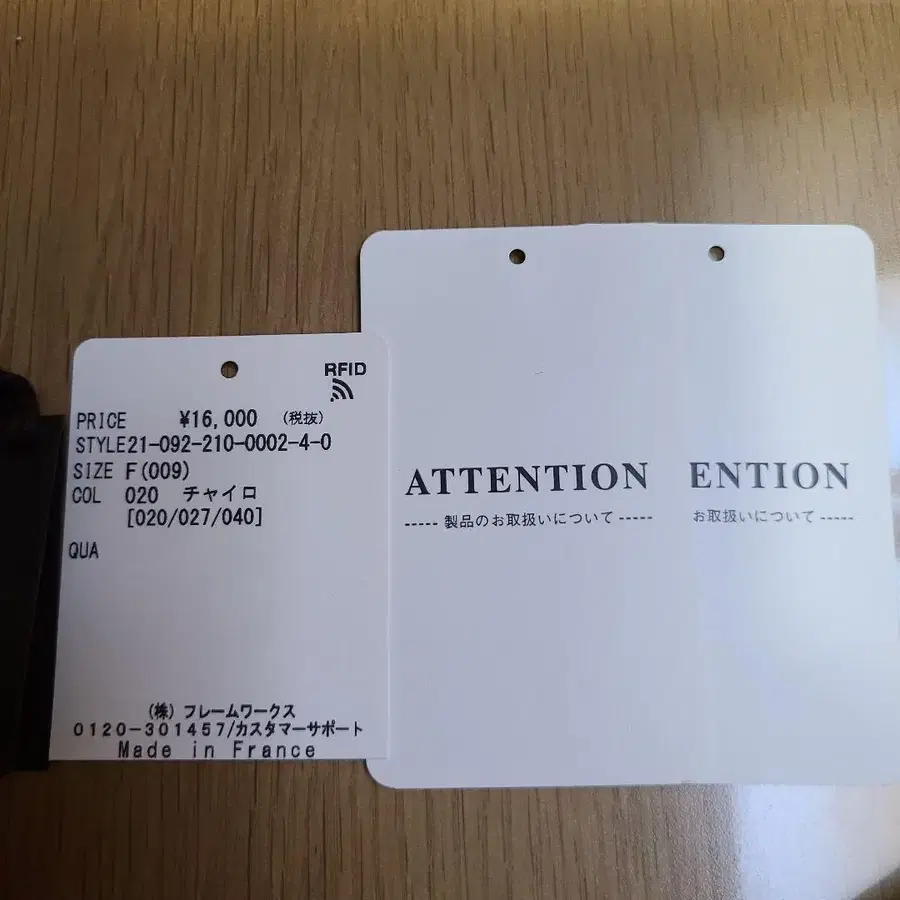 RFID
PRICE ¥16,000 (税抜)
STYLE21-092-210-0002-4-0
SIZE F(009)
COL 020 チャイロ
[020/027/040]
QUA
(株) フレームワークス
0120-301457/カスタマーサポート
Made in France
ATTENTION
----- 製品のお取扱いについて -----
ENTION
お取扱いについて -----